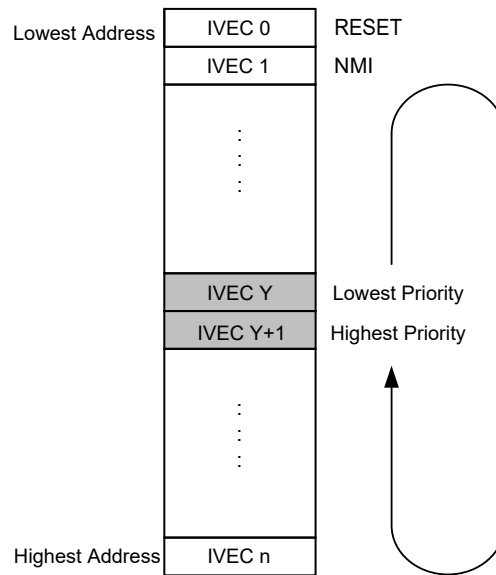 Lowest Address IVEC 0 RESET
IVEC 1 NMI
:
:
:
IVEC Y Lowest Priority
IVEC Y+1 Highest Priority
:
:
:
Highest Address IVEC n